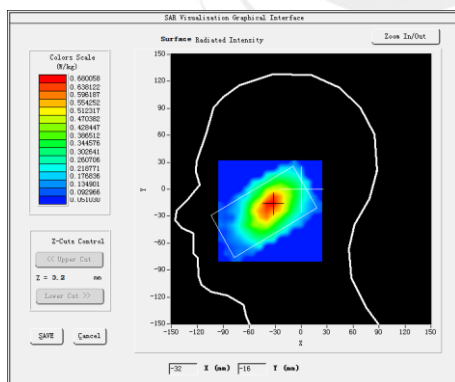 SAR Visualisation Graphical Interface
Surface Radiated Intensity
Zoom In/Out
Colors Scale
(W/kg)
0.680058
0.638122
0.596187
0.554252
0.512317
0.470382
0.428447
0.386512
0.344576
0.302641
0.260706
0.218771
0.176836
0.134901
0.092966
0.051030
Z-Cuts Control
<< Upper Cut
Z = 3.2 mm
Lower Cut >>
SAVE Cancel
150
120
90
60
30
0
-30
-60
-90
-120
-150
Y
-150 -120 -90 -60 -30 0 30 60 90 120 150
X
-32 X (mm) -16 Y (mm)